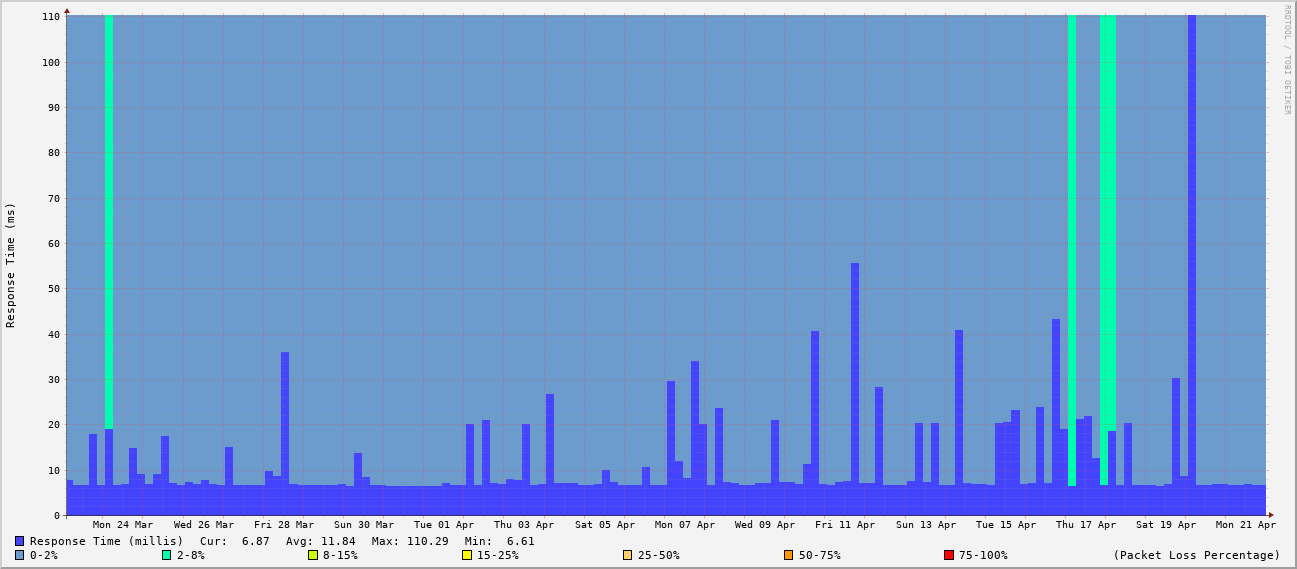 RRDTOOL / TOBI OETIKER
Response Time (ms)
110
100
90
80
70
60
50
40
30
20
10
0
Mon 24 Mar Wed 26 Mar Fri 28 Mar Sun 30 Mar Tue 01 Apr Thu 03 Apr Sat 05 Apr Mon 07 Apr Wed 09 Apr Fri 11 Apr Sun 13 Apr Tue 15 Apr Thu 17 Apr Sat 19 Apr Mon 21 Apr
Response Time (millis) Cur: 6.87 Avg: 11.84 Max: 110.29 Min: 6.61
0-2% 2-8% 8-15% 15-25% 25-50% 50-75% 75-100% (Packet Loss Percentage)